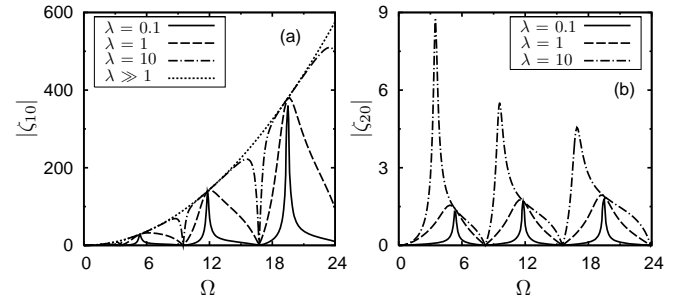 λ = 0.1
λ = 1
λ = 10
λ ≫ 1
(a)
|ζ₁₀|
600
400
200
0
0 6 12 18 24
Ω
λ = 0.1
λ = 1
λ = 10
(b)
|ζ₂₀|
9
6
3
0
0 6 12 18 24
Ω